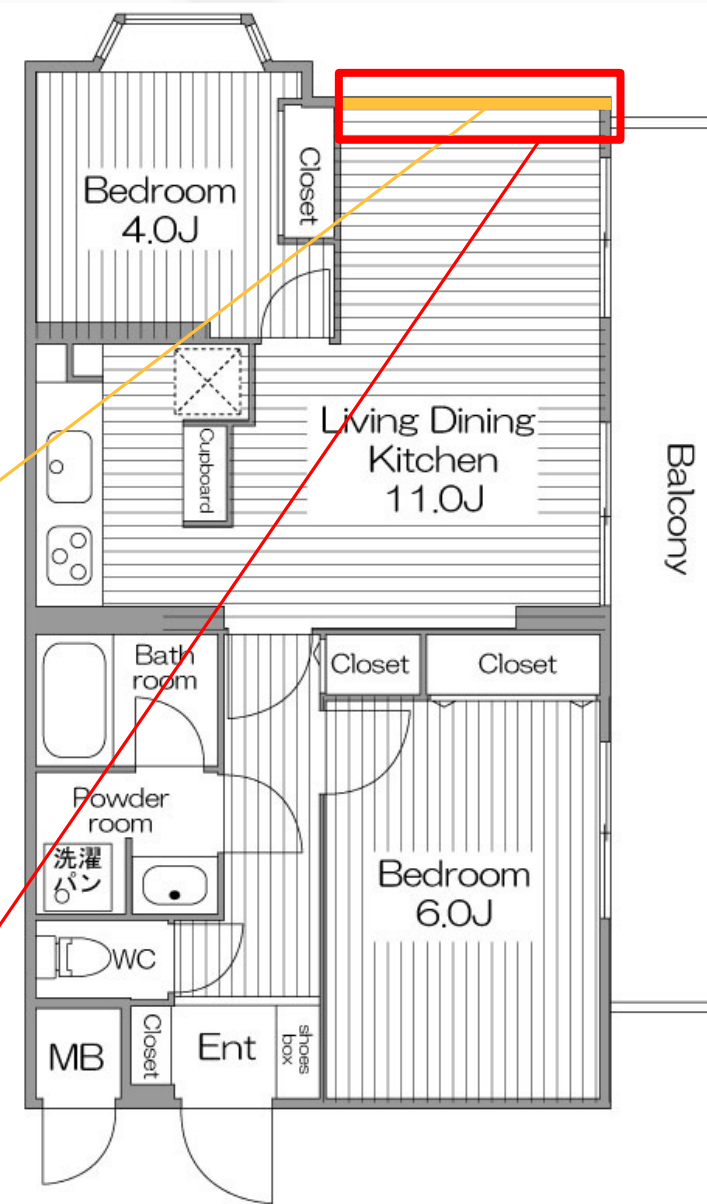 Bedroom
4.0J
Closet
Living Dining
Kitchen
11.0J
Cupboard
Balcony
Bath
room
Closet
Closet
Powder
room
洗濯
パン
Bedroom
6.0J
WC
MB
Closet
Ent
shoes
box